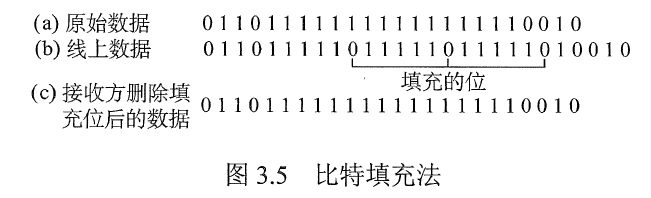 (a) 原始数据 0 1 1 0 1 1 1 1 1 1 1 1 1 1 1 1 1 1 1 1 0 0 1 0
(b) 线上数据 0 1 1 0 1 1 1 1 1 0 1 1 1 1 1 0 1 1 1 1 1 0 1 0 0 1 0
填充的位
(c) 接收方删除填
充位后的数据 0 1 1 0 1 1 1 1 1 1 1 1 1 1 1 1 1 1 1 1 0 0 1 0
图 3.5 比特填充法